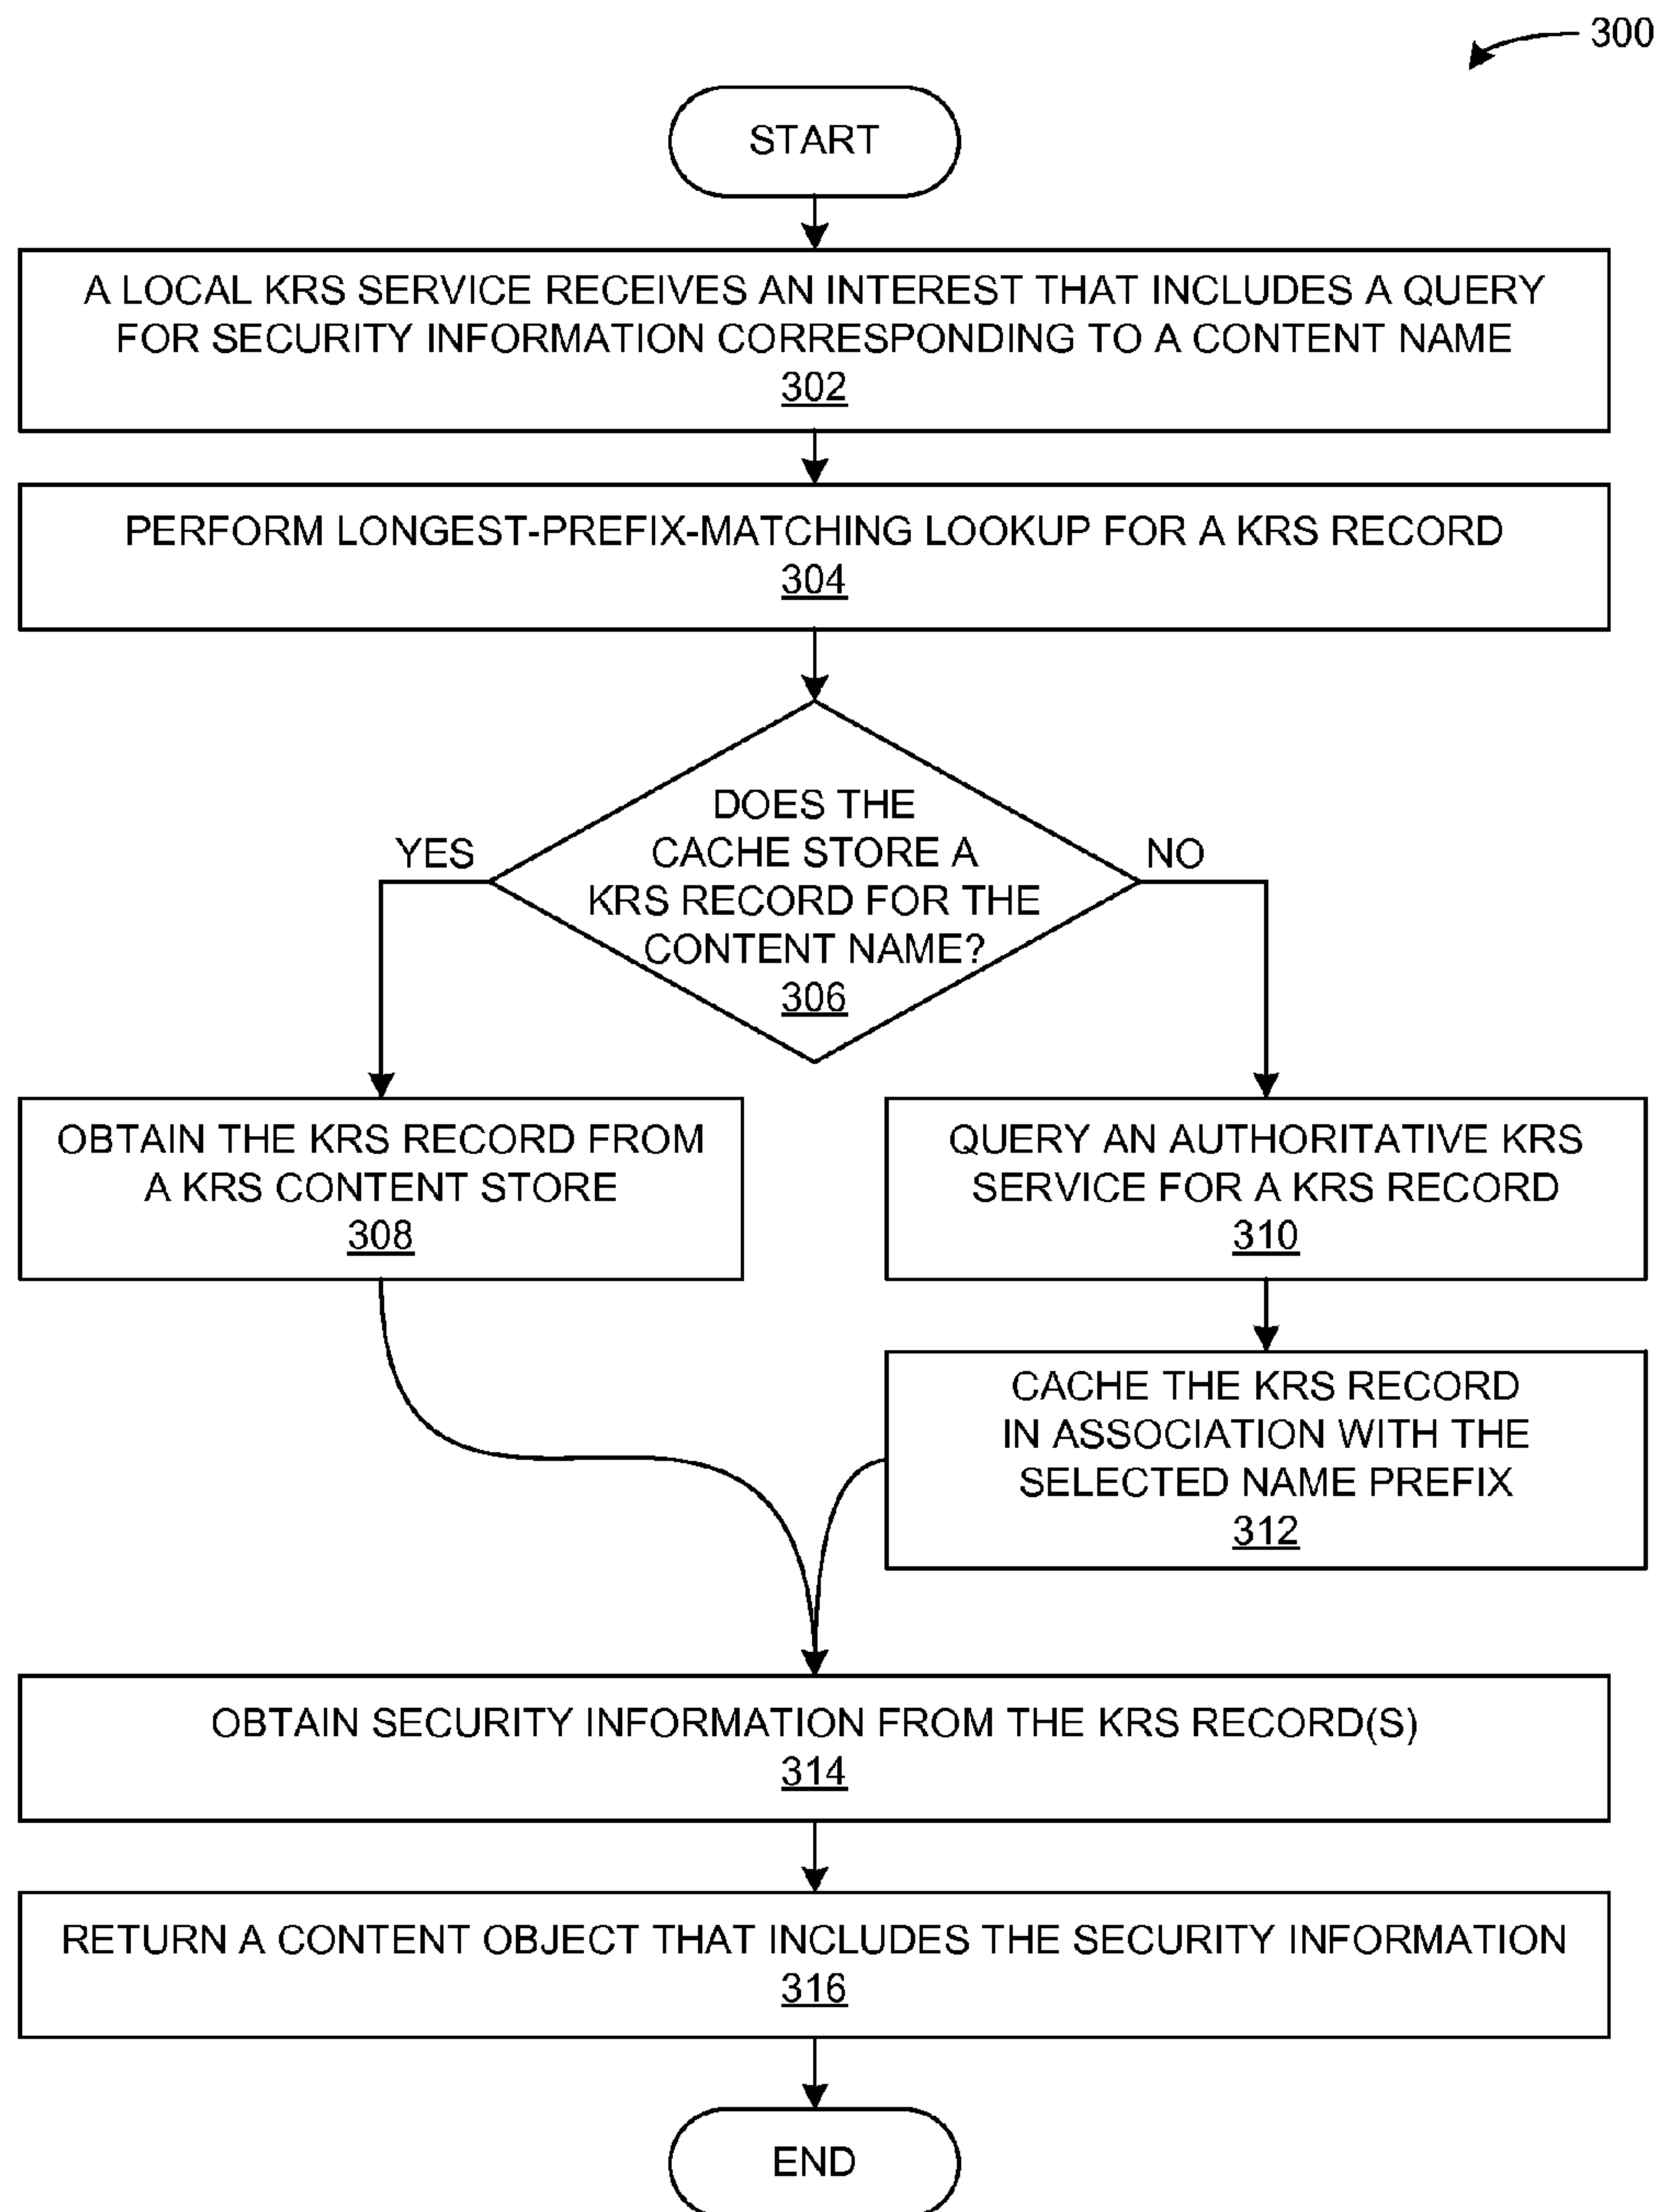 300
START
A LOCAL KRS SERVICE RECEIVES AN INTEREST THAT INCLUDES A QUERY
FOR SECURITY INFORMATION CORRESPONDING TO A CONTENT NAME
302
PERFORM LONGEST-PREFIX-MATCHING LOOKUP FOR A KRS RECORD
304
DOES THE
CACHE STORE A
KRS RECORD FOR THE
CONTENT NAME?
306
YES
NO
OBTAIN THE KRS RECORD FROM
A KRS CONTENT STORE
308
QUERY AN AUTHORITATIVE KRS
SERVICE FOR A KRS RECORD
310
CACHE THE KRS RECORD
IN ASSOCIATION WITH THE
SELECTED NAME PREFIX
312
OBTAIN SECURITY INFORMATION FROM THE KRS RECORD(S)
314
RETURN A CONTENT OBJECT THAT INCLUDES THE SECURITY INFORMATION
316
END